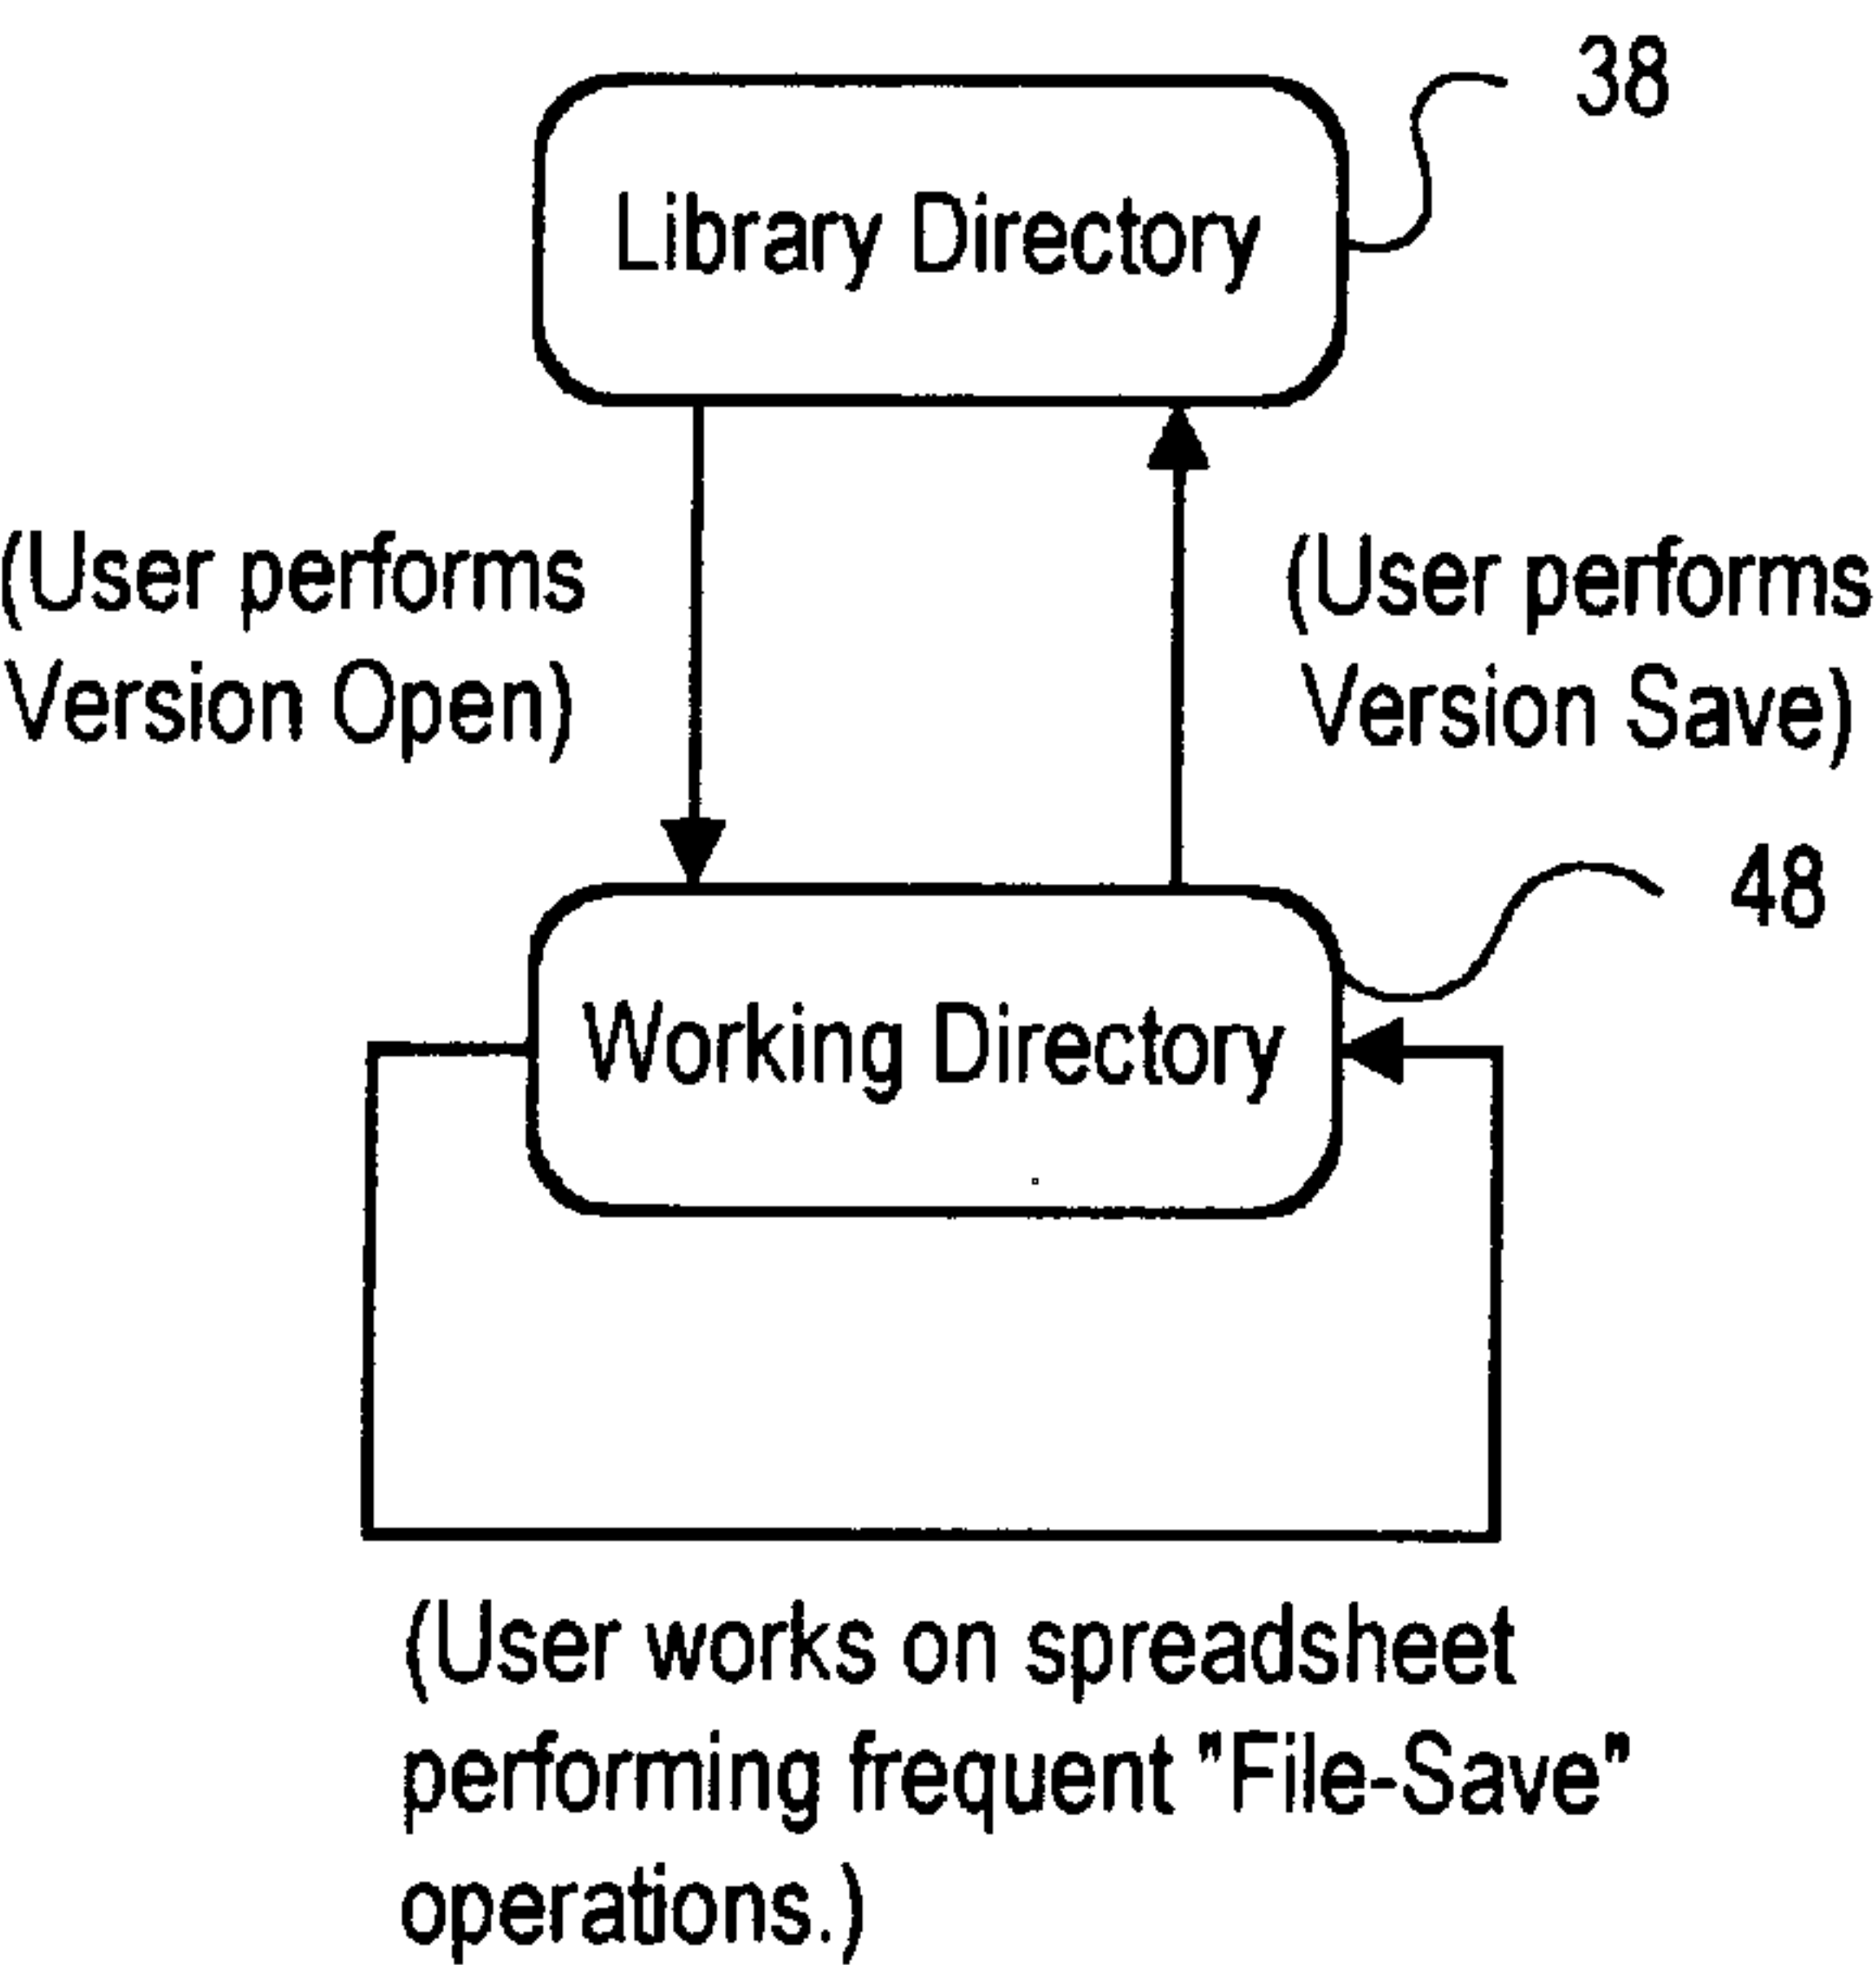 38
Library Directory
(User performs
Version Open)
(User performs
Version Save)
48
Working Directory
(User works on spreadsheet
performing frequent "File-Save"
operations.)